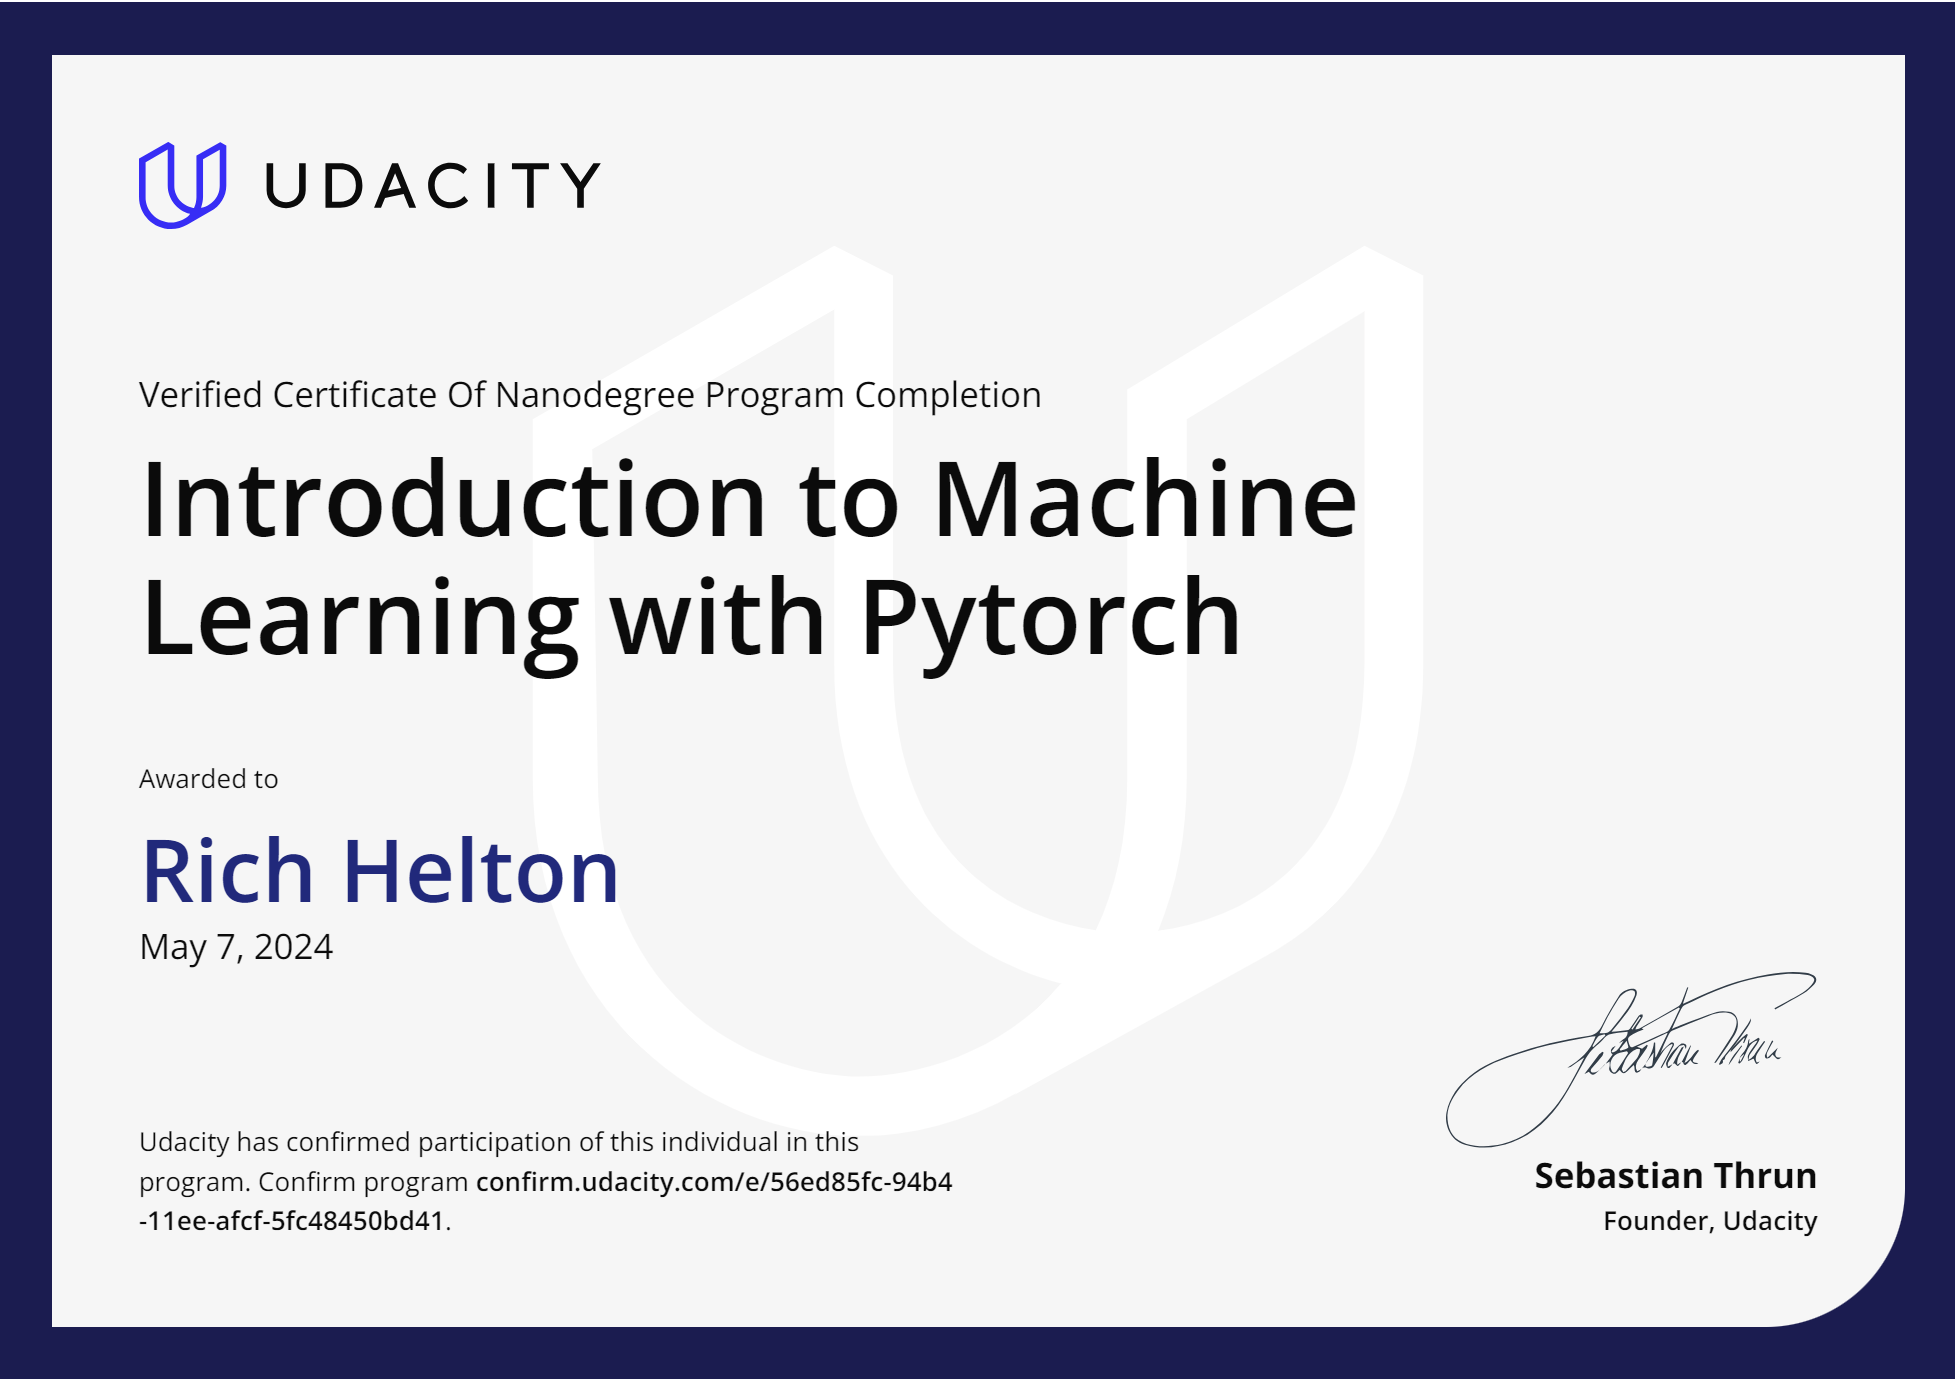 UDACITY
Verified Certificate Of Nanodegree Program Completion
Introduction to Machine
Learning with Pytorch
Awarded to
Rich Helton
May 7, 2024
Sebastian Thrun
Udacity has confirmed participation of this individual in this
program. Confirm program confirm.udacity.com/e/56ed85fc-94b4
-11ee-afcf-5fc48450bd41.
Sebastian Thrun
Founder, Udacity